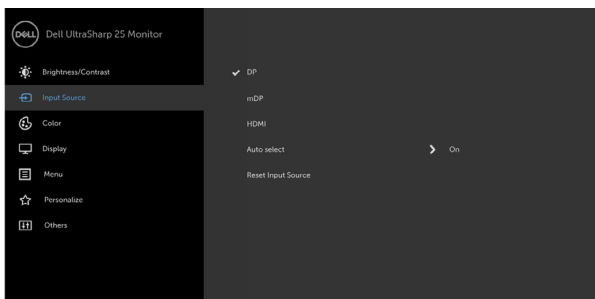 DELL Dell UltraSharp 25 Monitor
Brightness/Contrast
Input Source
Color
Display
Menu
Personalize
Others
DP
mDP
HDMI
Auto select On
Reset Input Source